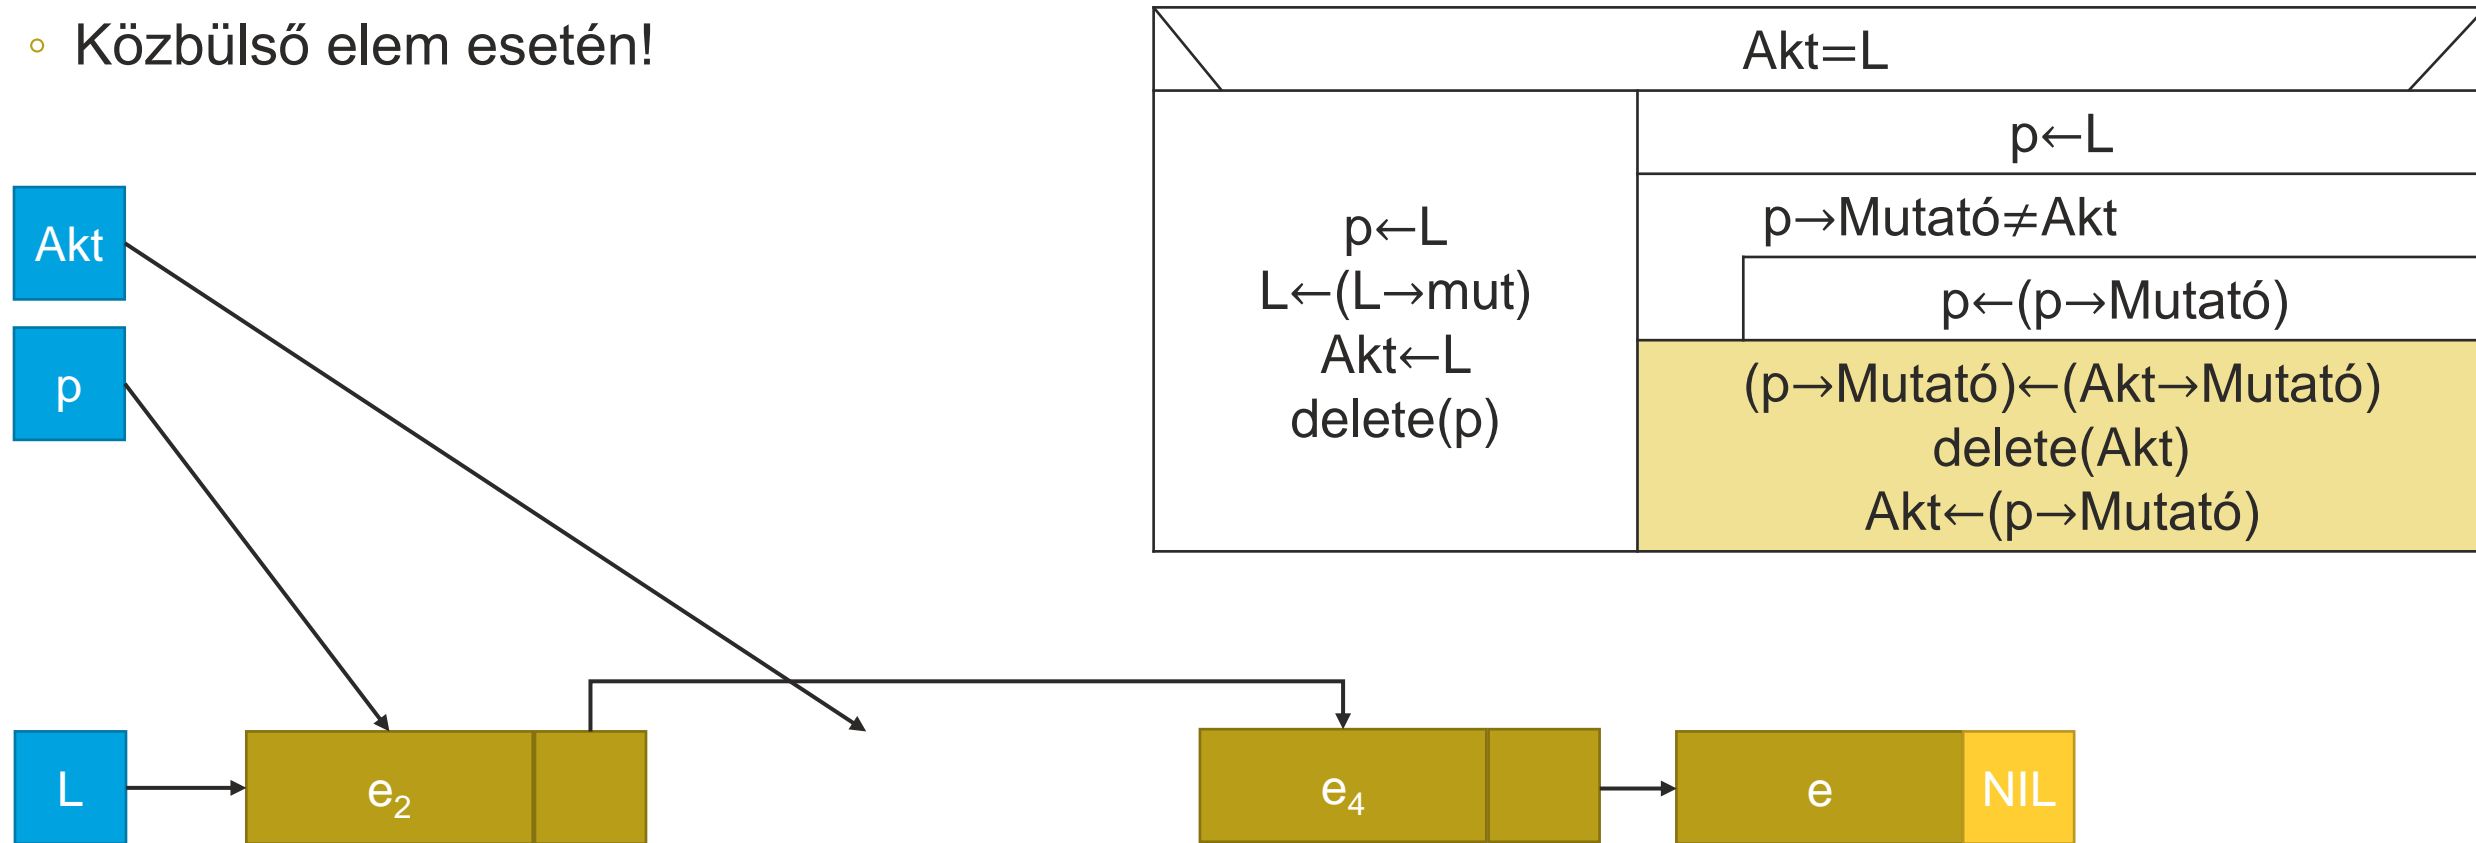 Közbülső elem esetén!
Akt=L
p←L
L←(L→mut)
Akt←L
delete(p)
p←L
p→Mutató≠Akt
p←(p→Mutató)
(p→Mutató)←(Akt→Mutató)
delete(Akt)
Akt←(p→Mutató)
Akt
p
L
e₂
e₄
e
NIL